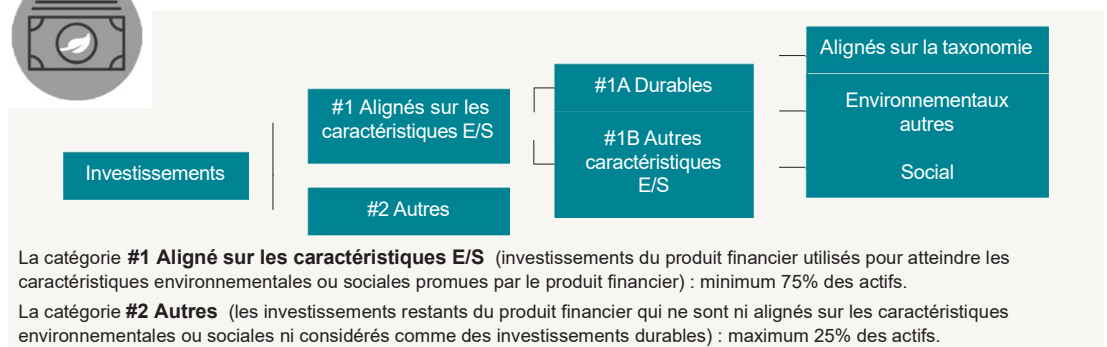 Investissements
#1 Alignés sur les
caractéristiques E/S
#2 Autres
#1A Durables
#1B Autres
caractéristiques
E/S
Alignés sur la taxonomie
Environnementaux
autres
Social
La catégorie #1 Aligné sur les caractéristiques E/S (investissements du produit financier utilisés pour atteindre les
caractéristiques environnementales ou sociales promues par le produit financier) : minimum 75% des actifs.
La catégorie #2 Autres (les investissements restants du produit financier qui ne sont ni alignés sur les caractéristiques
environnementales ou sociales ni considérés comme des investissements durables) : maximum 25% des actifs.